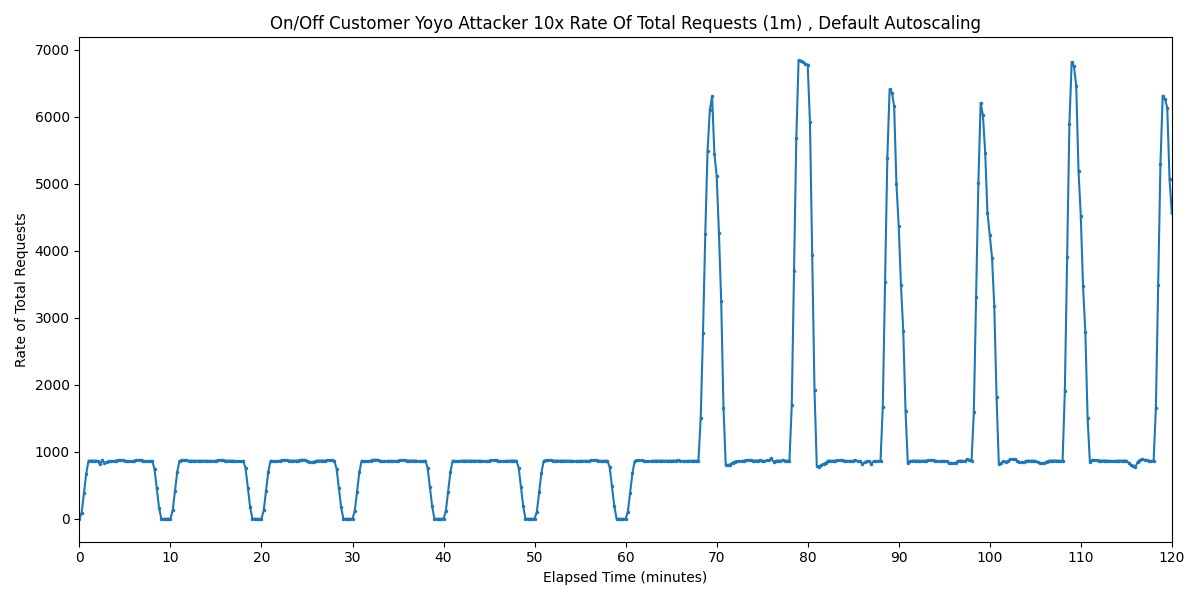 On/Off Customer Yoyo Attacker 10x Rate Of Total Requests (1m) , Default Autoscaling
7000
6000
5000
4000
3000
2000
1000
0
Rate of Total Requests
0 10 20 30 40 50 60 70 80 90 100 110 120
Elapsed Time (minutes)